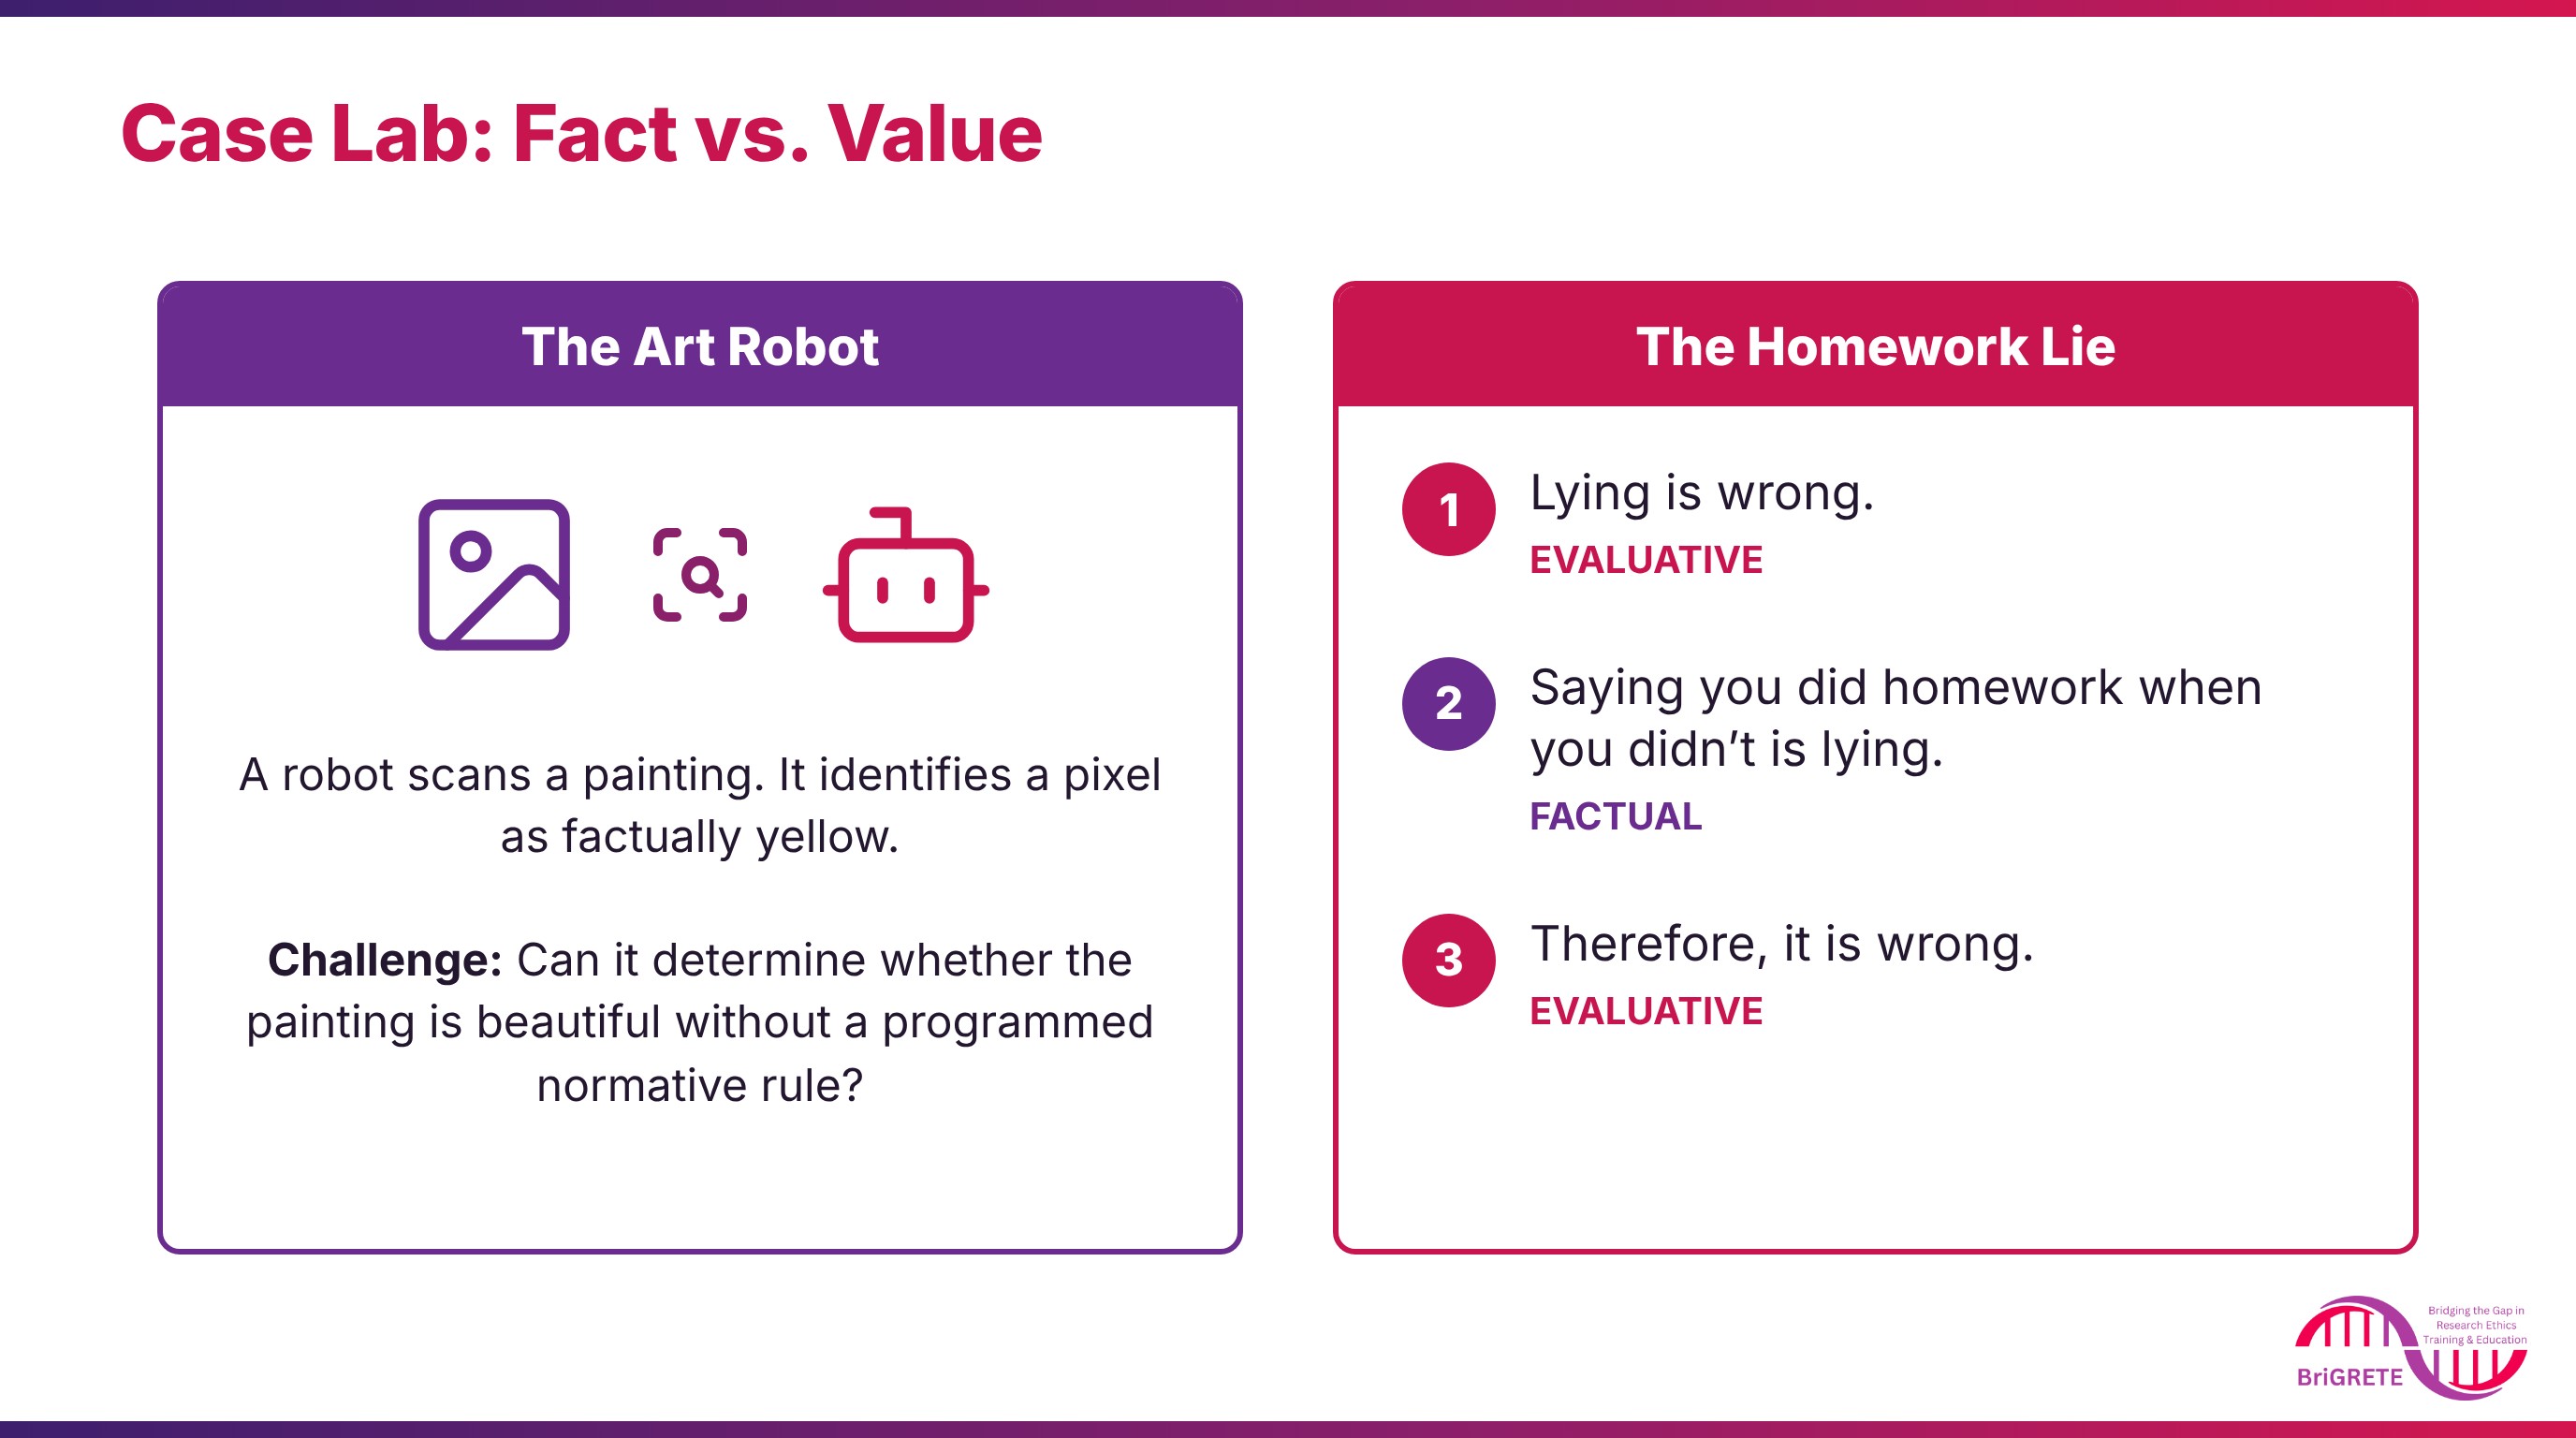 Case Lab: Fact vs. Value
The Art Robot
A robot scans a painting. It identifies a pixel
as factually yellow.
Challenge: Can it determine whether the
painting is beautiful without a programmed
normative rule?
The Homework Lie
1
Lying is wrong.
EVALUATIVE
2
Saying you did homework when
you didn’t is lying.
FACTUAL
3
Therefore, it is wrong.
EVALUATIVE
Bridging the Gap in
Research Ethics
Training & Education
BriGRETE